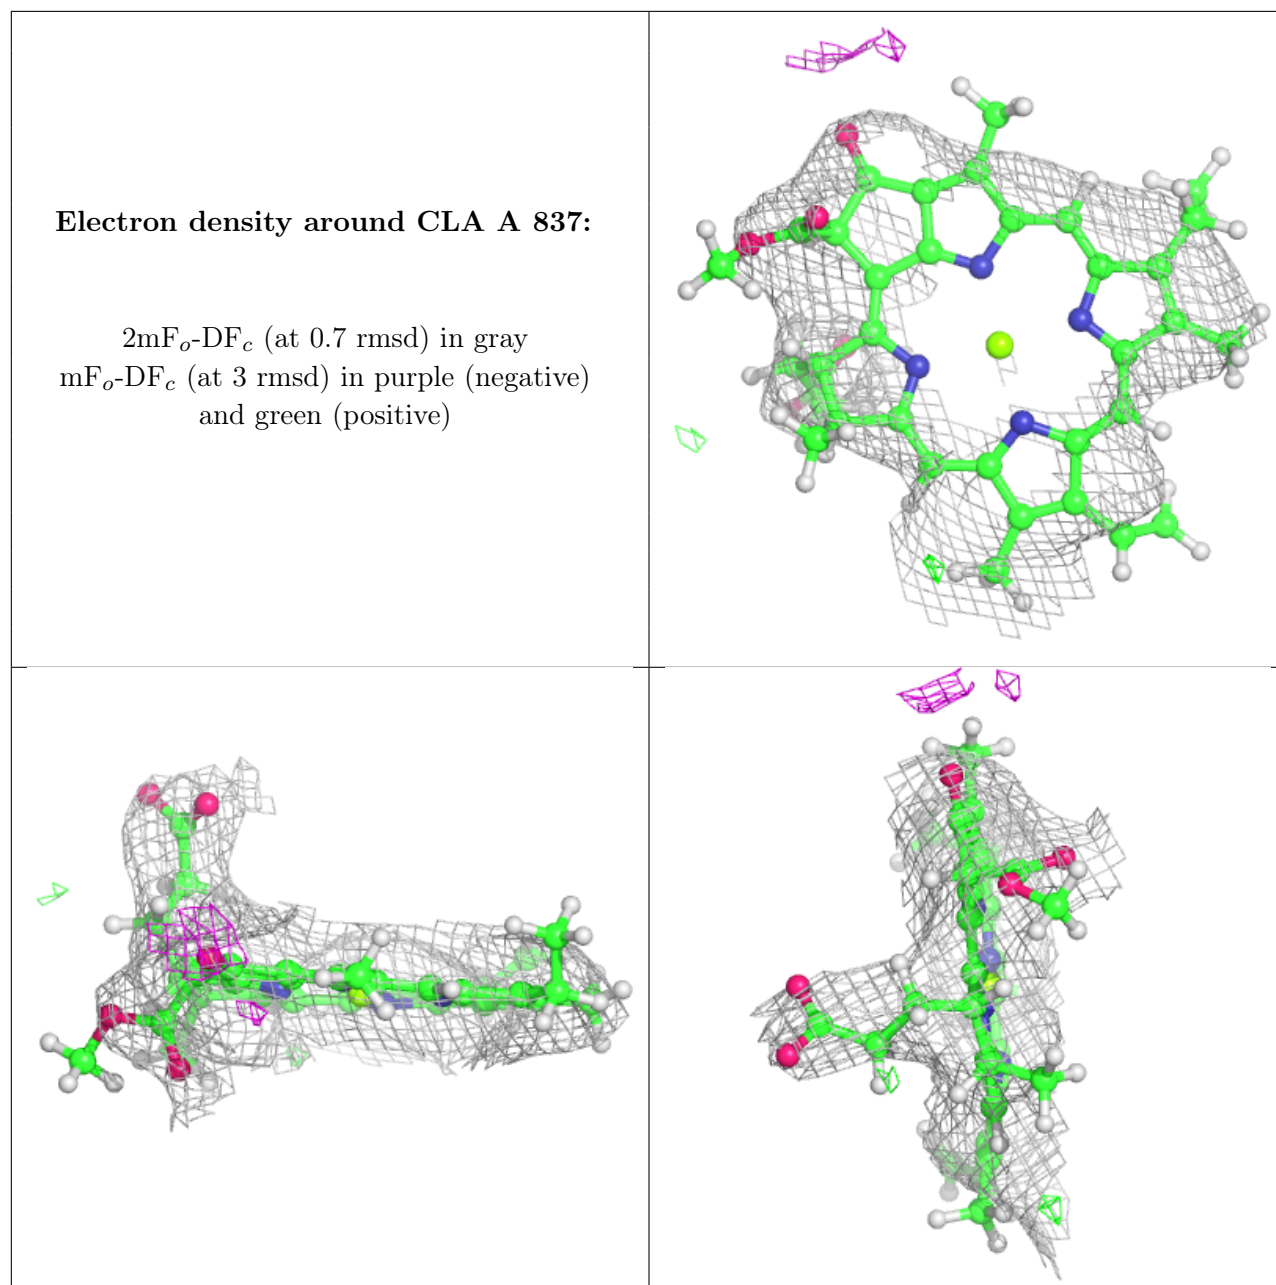 Electron density around CLA A 837:
2mFo-DFc (at 0.7 rmsd) in gray
mFo-DFc (at 3 rmsd) in purple (negative)
and green (positive)